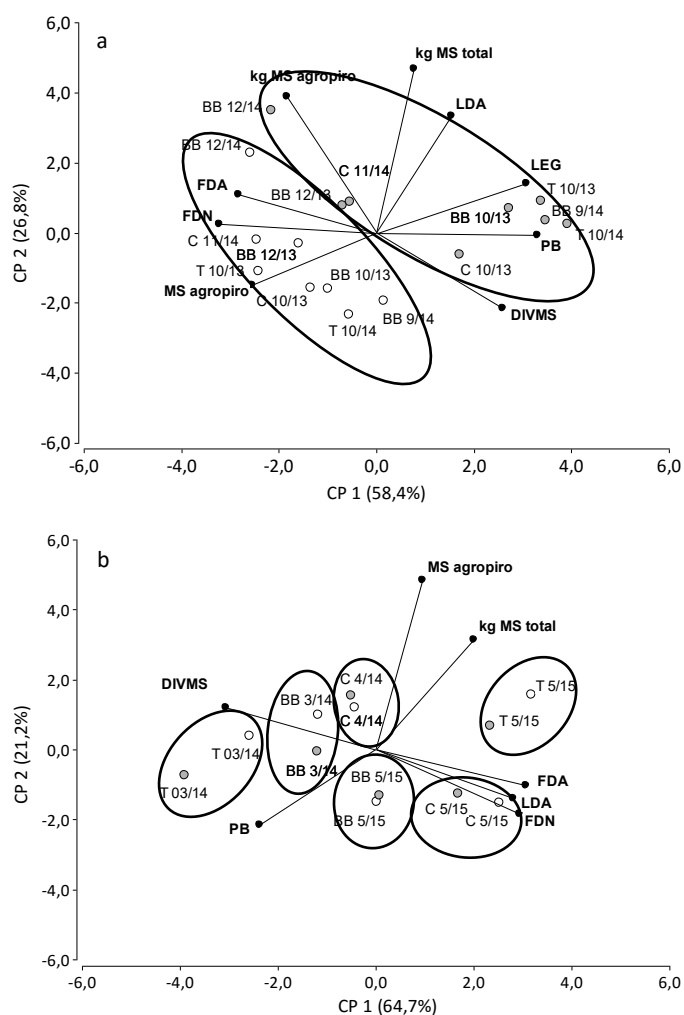 a
6,0
4,0
2,0
0,0
-2,0
-4,0
-6,0
CP 2 (26,8%)
kg MS total
kg MS agropiro
BB 12/14
LDA
BB 12/14
C 11/14
LEG
FDA
BB 12/13
T 10/13
BB 10/13
BB 9/14
FDN
T 10/14
C 11/14
PB
BB 12/13
T 10/13
BB 10/13
C 10/13
MS agropiro
C 10/13
BB 9/14
DIVMS
T 10/14
-6,0 -4,0 -2,0 0,0 2,0 4,0 6,0
CP 1 (58,4%)
b
6,0
4,0
2,0
0,0
-2,0
-4,0
-6,0
CP 2 (21,2%)
MS agropiro
kg MS total
DIVMS
C 4/14
T 5/15
BB 3/14
C 4/14
T 5/15
T 03/14
BB 3/14
BB 5/15
FDA
T 03/14
LDA
C 5/15
BB 5/15
C 5/15
FDN
PB
-6,0 -4,0 -2,0 0,0 2,0 4,0 6,0
CP 1 (64,7%)